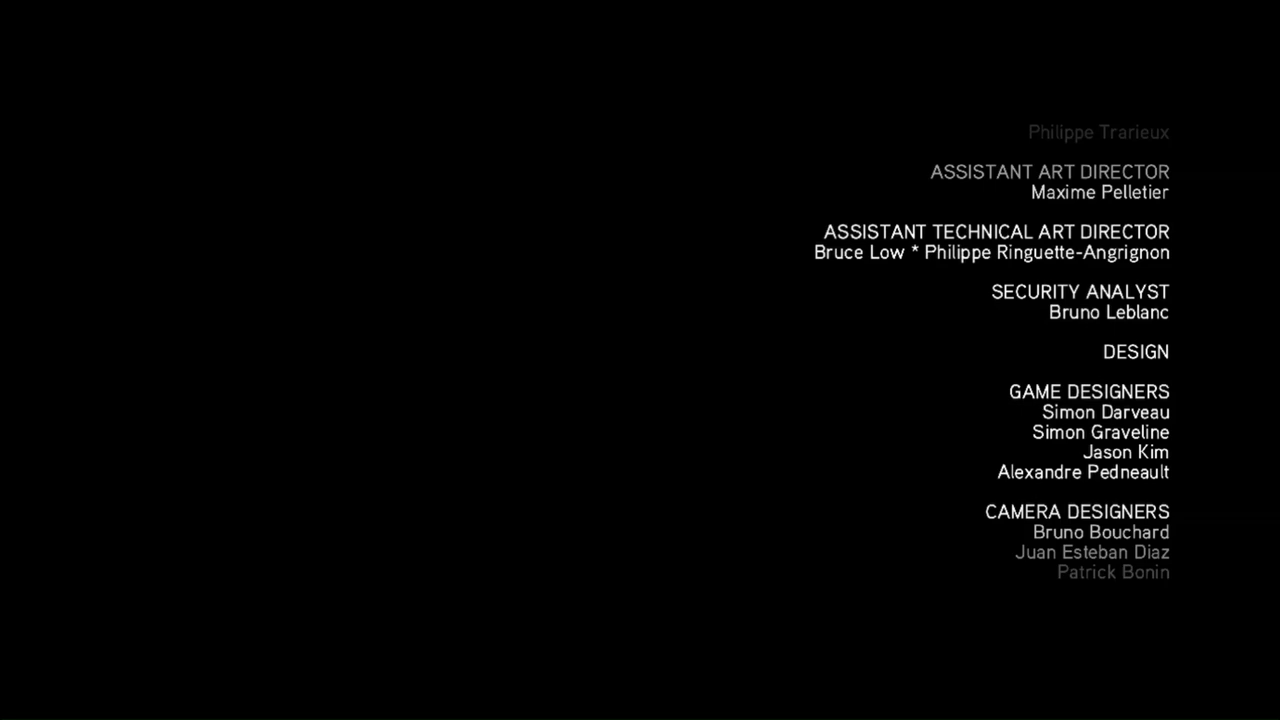 Philippe Trarieux
ASSISTANT ART DIRECTOR
Maxime Pelletier
ASSISTANT TECHNICAL ART DIRECTOR
Bruce Low * Philippe Ringuette-Angrignon
SECURITY ANALYST
Bruno Leblanc
DESIGN
GAME DESIGNERS
Simon Darveau
Simon Graveline
Jason Kim
Alexandre Pedneault
CAMERA DESIGNERS
Bruno Bouchard
Juan Esteban Diaz
Patrick Bonin